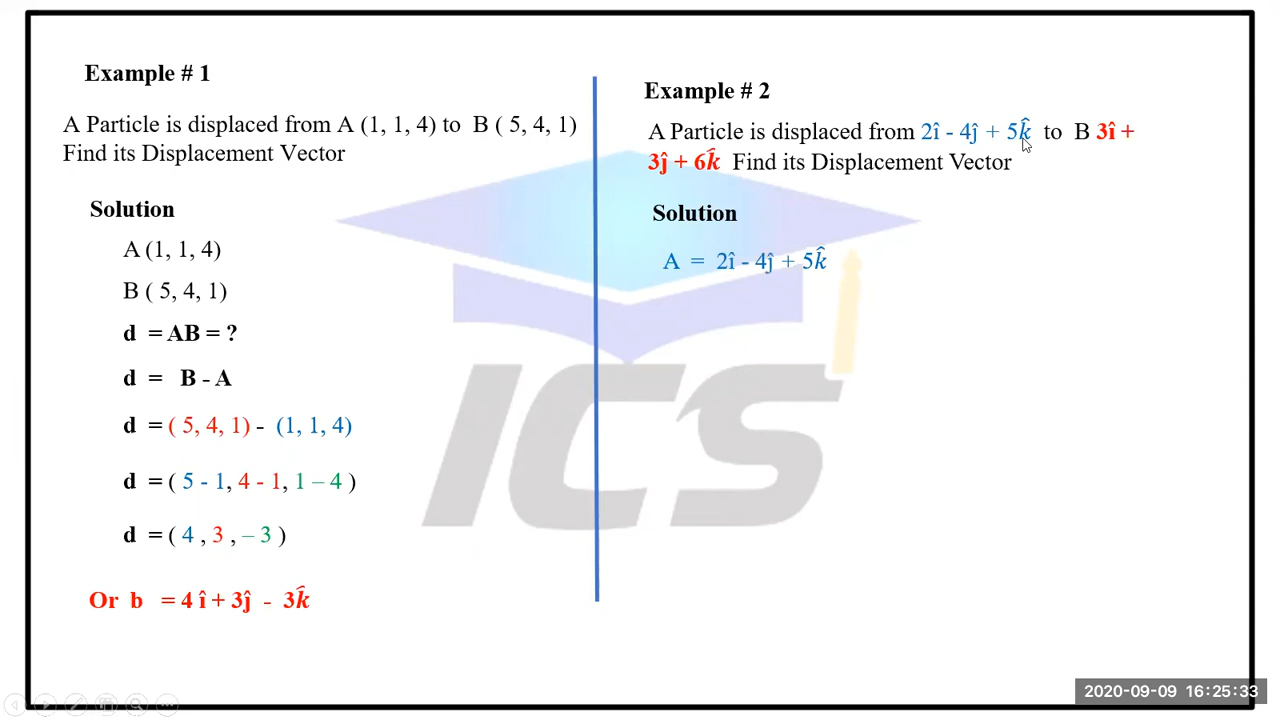 Example # 1
A Particle is displaced from A (1, 1, 4) to B ( 5, 4, 1)
Find its Displacement Vector
Solution
A (1, 1, 4)
B ( 5, 4, 1)
d = AB = ?
d = B - A
d = ( 5, 4, 1) - (1, 1, 4)
d = ( 5 - 1, 4 - 1, 1 – 4 )
d = ( 4 , 3 , – 3 )
Or b = 4 î + 3ĵ - 3k̂
Example # 2
A Particle is displaced from 2î - 4ĵ + 5k̂ to B 3î +
3ĵ + 6k̂ Find its Displacement Vector
Solution
A = 2î - 4ĵ + 5k̂
ICS
2020-09-09 16:25:33